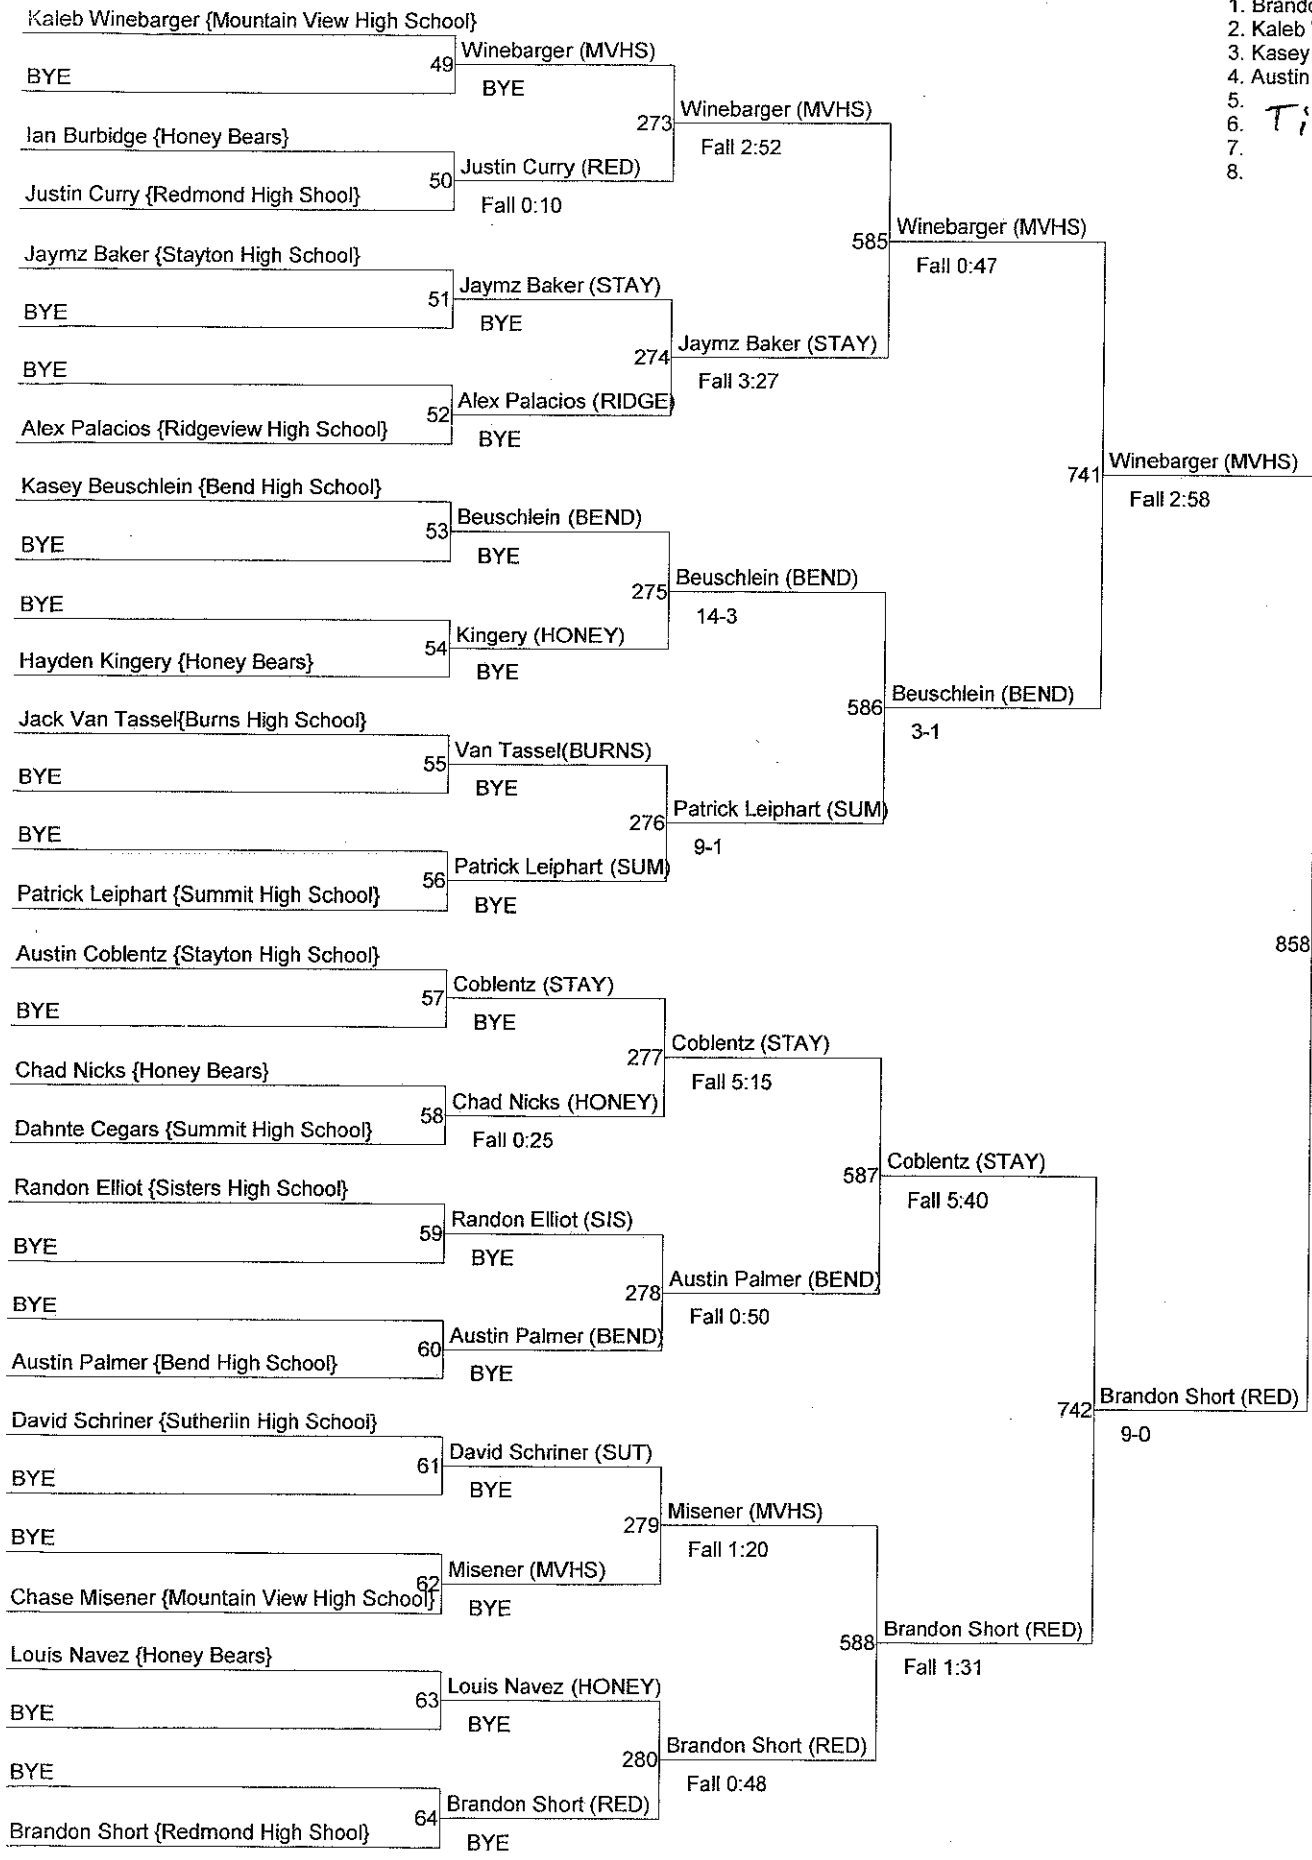 1. Brando
2. Kaleb
3. Kasey
4. Austin
5.
6. Ti
7.
8.
Kaleb Winebarger {Mountain View High School}
49
BYE
Winebarger (MVHS)
BYE
273
Ian Burbidge {Honey Bears}
50
Justin Curry {Redmond High Shool}
Justin Curry (RED)
Fall 0:10
Winebarger (MVHS)
Fall 2:52
585
Jaymz Baker {Stayton High School}
51
BYE
Jaymz Baker (STAY)
BYE
274
BYE
52
Alex Palacios {Ridgeview High School}
Alex Palacios (RIDGE)
BYE
Jaymz Baker (STAY)
Fall 3:27
Winebarger (MVHS)
Fall 0:47
741
Kasey Beuschlein {Bend High School}
53
BYE
Beuschlein (BEND)
BYE
275
BYE
54
Hayden Kingery {Honey Bears}
Kingery (HONEY)
BYE
Beuschlein (BEND)
14-3
586
Jack Van Tassel{Burns High School}
55
BYE
Van Tassel(BURNS)
BYE
276
BYE
56
Patrick Leiphart {Summit High School}
Patrick Leiphart (SUM)
BYE
Patrick Leiphart (SUM)
9-1
Beuschlein (BEND)
3-1
Winebarger (MVHS)
Fall 2:58
858
Austin Coblentz {Stayton High School}
57
BYE
Coblentz (STAY)
BYE
277
Chad Nicks {Honey Bears}
58
Dahnte Cegars {Summit High School}
Chad Nicks (HONEY)
Fall 0:25
Coblentz (STAY)
Fall 5:15
587
Randon Elliot {Sisters High School}
59
BYE
Randon Elliot (SIS)
BYE
278
BYE
60
Austin Palmer {Bend High School}
Austin Palmer (BEND)
BYE
Austin Palmer (BEND)
Fall 0:50
Coblentz (STAY)
Fall 5:40
742
David Schriner {Sutherlin High School}
61
BYE
David Schriner (SUT)
BYE
279
BYE
62
Chase Misener {Mountain View High School}
Misener (MVHS)
BYE
Misener (MVHS)
Fall 1:20
588
Louis Navez {Honey Bears}
63
BYE
Louis Navez (HONEY)
BYE
280
BYE
64
Brandon Short {Redmond High Shool}
Brandon Short (RED)
BYE
Brandon Short (RED)
Fall 0:48
Brandon Short (RED)
Fall 1:31
Brandon Short (RED)
9-0